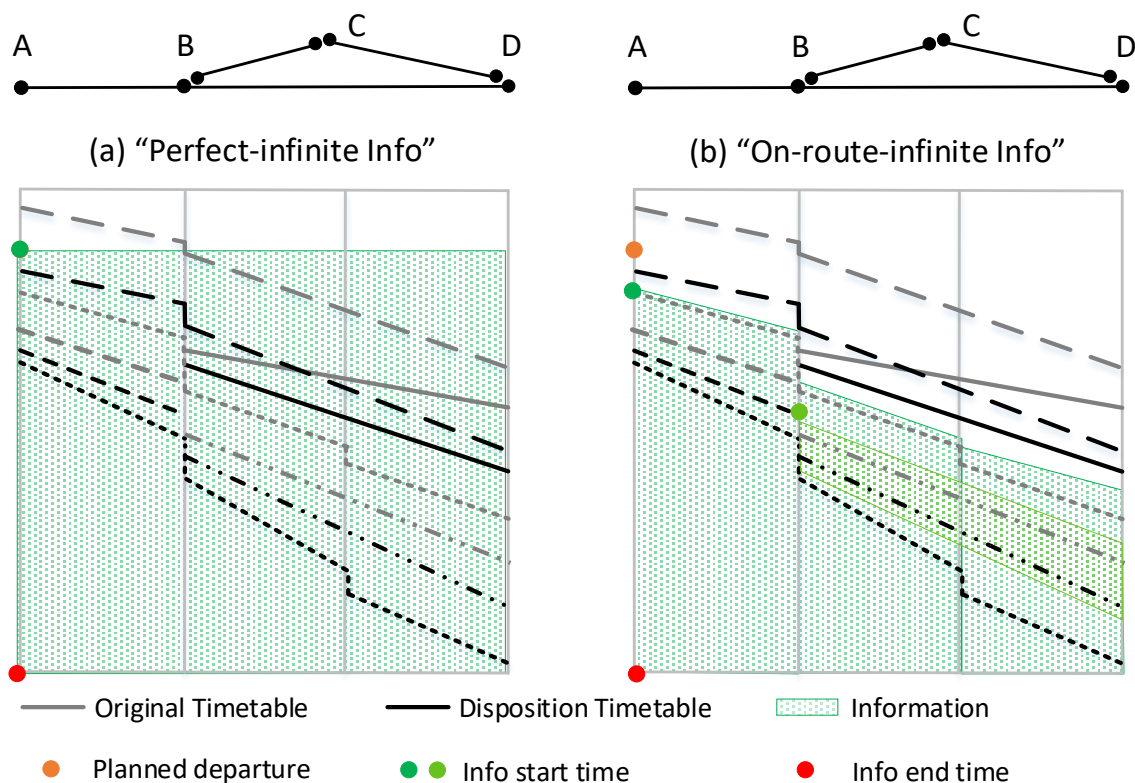 A B C D
A B C D
(a) “Perfect-infinite Info”
(b) “On-route-infinite Info”
Original Timetable
Disposition Timetable
Information
Planned departure
Info start time
Info end time